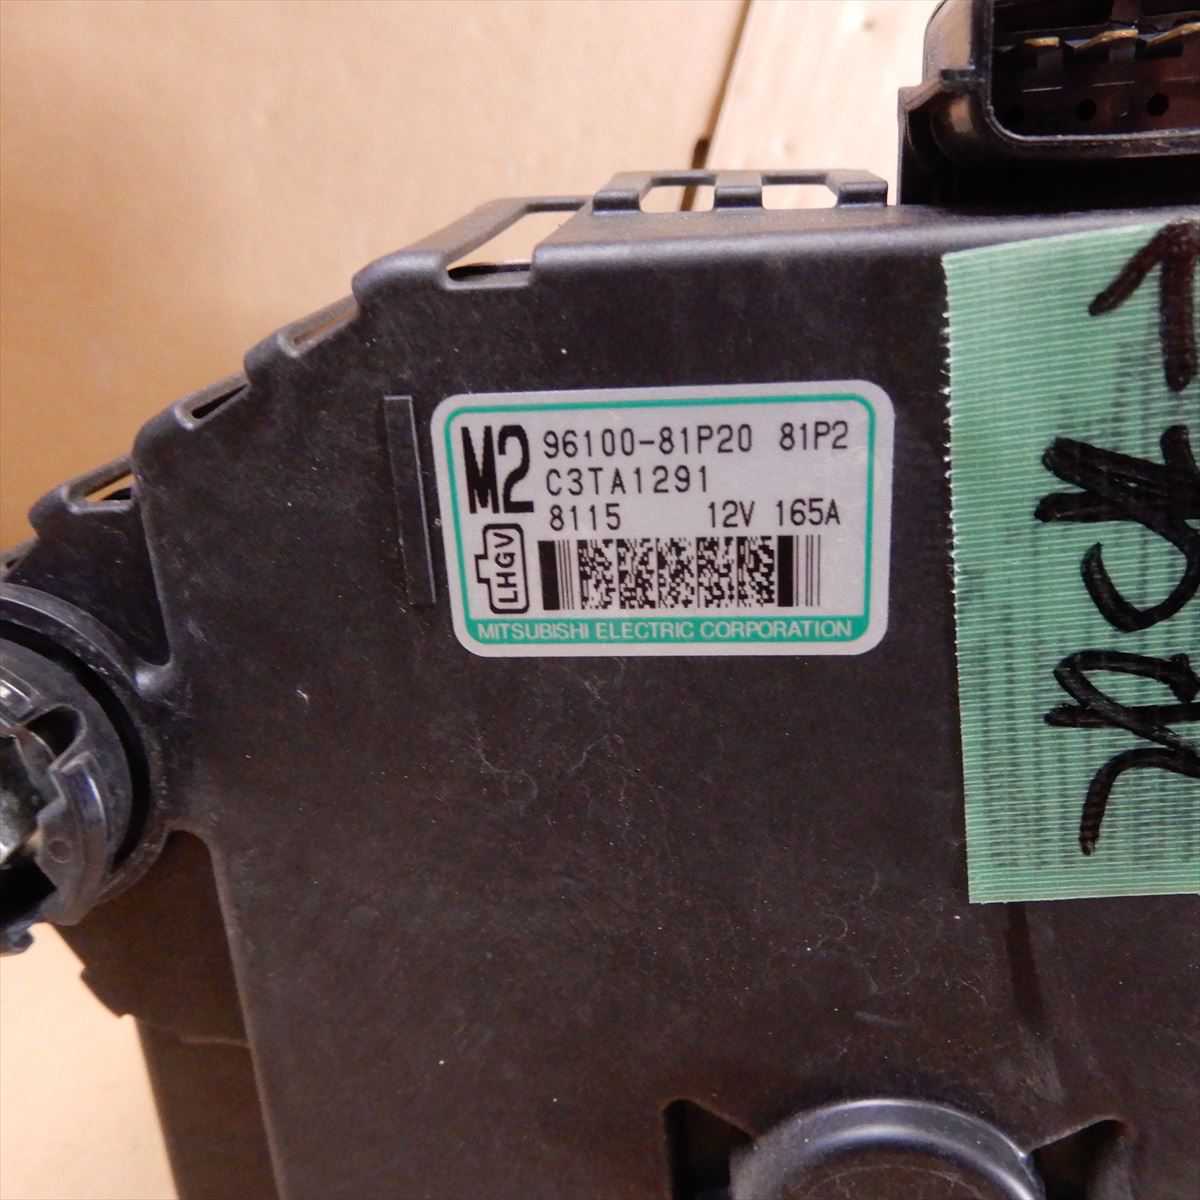 M2 96100-81P20 81P2
C3TA1291
8115 12V 165A
LHGV
MITSUBISHI ELECTRIC CORPORATION